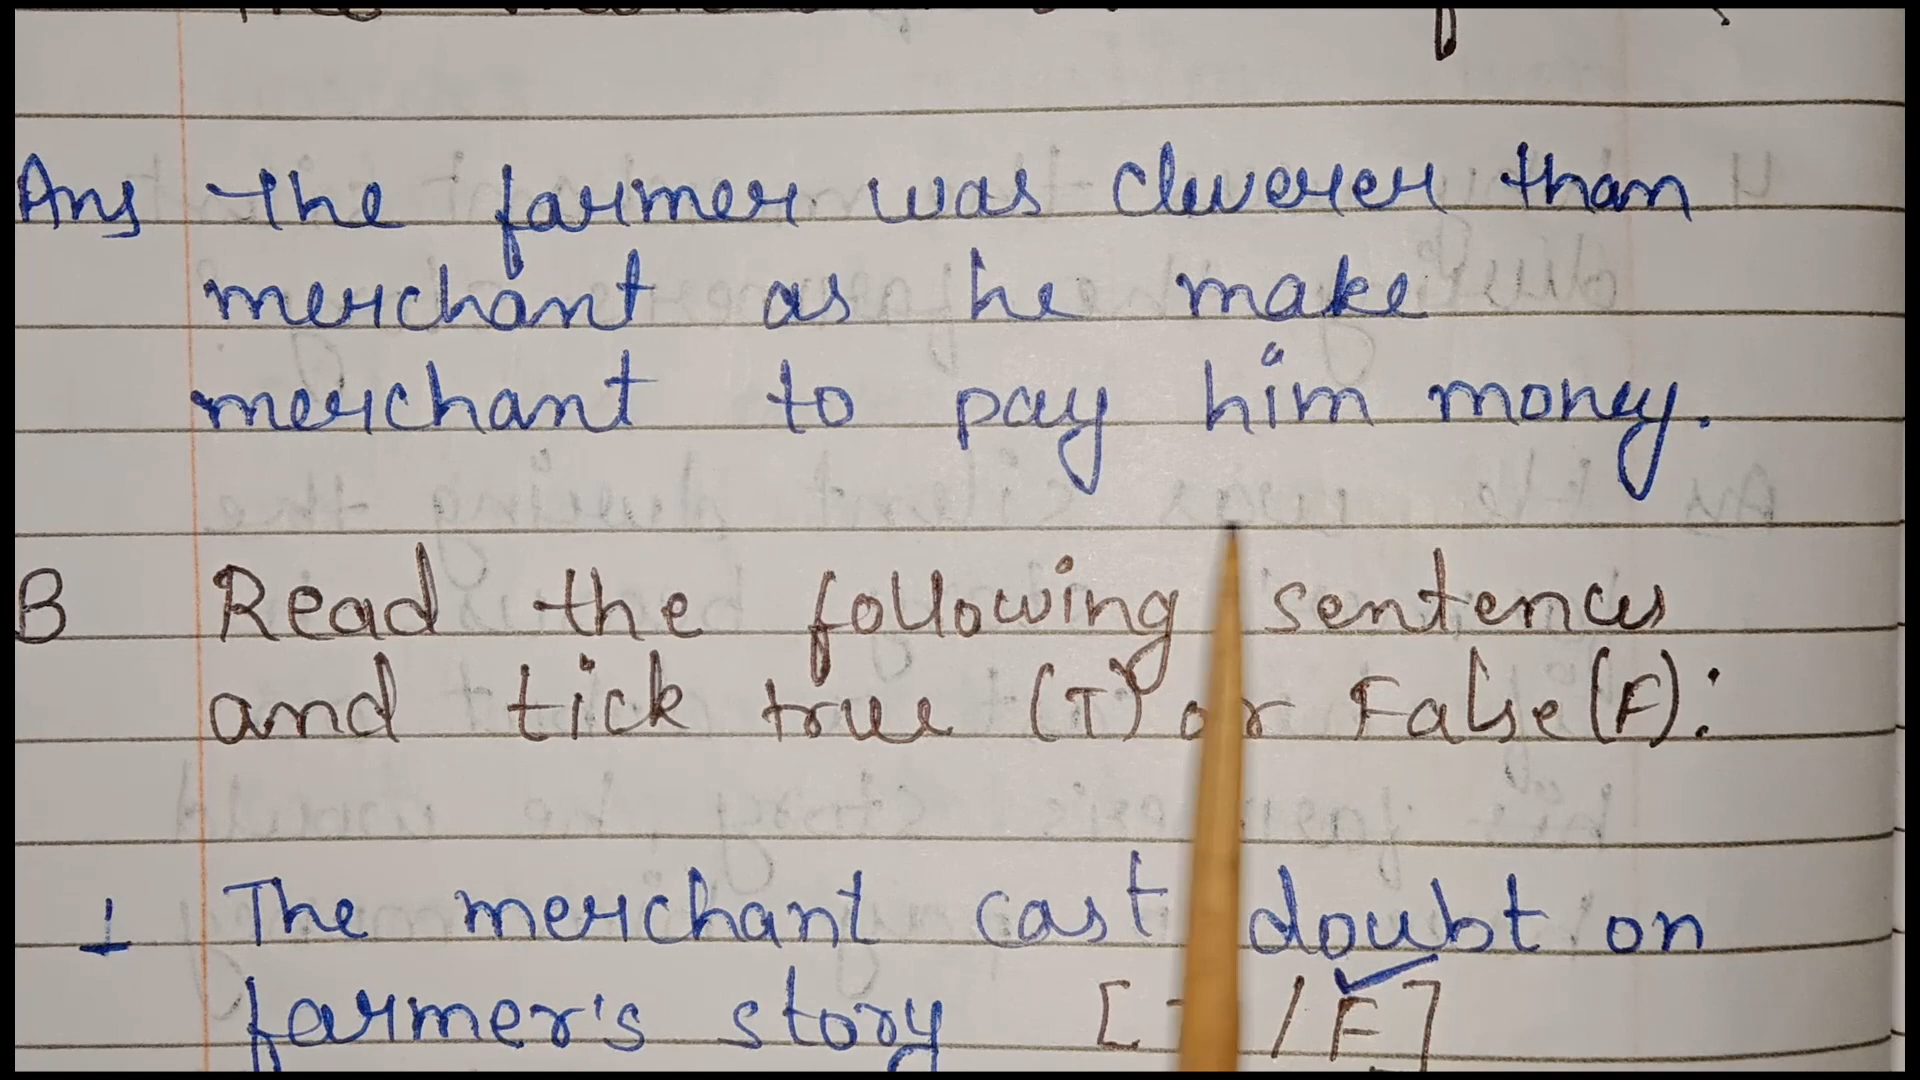 Ans The farmer was cleverer than
merchant as he make
merchant to pay him money.
B Read the following sentences
and tick true (T) or False (F):
1 The merchant cast doubt on
farmer's story [ / F]